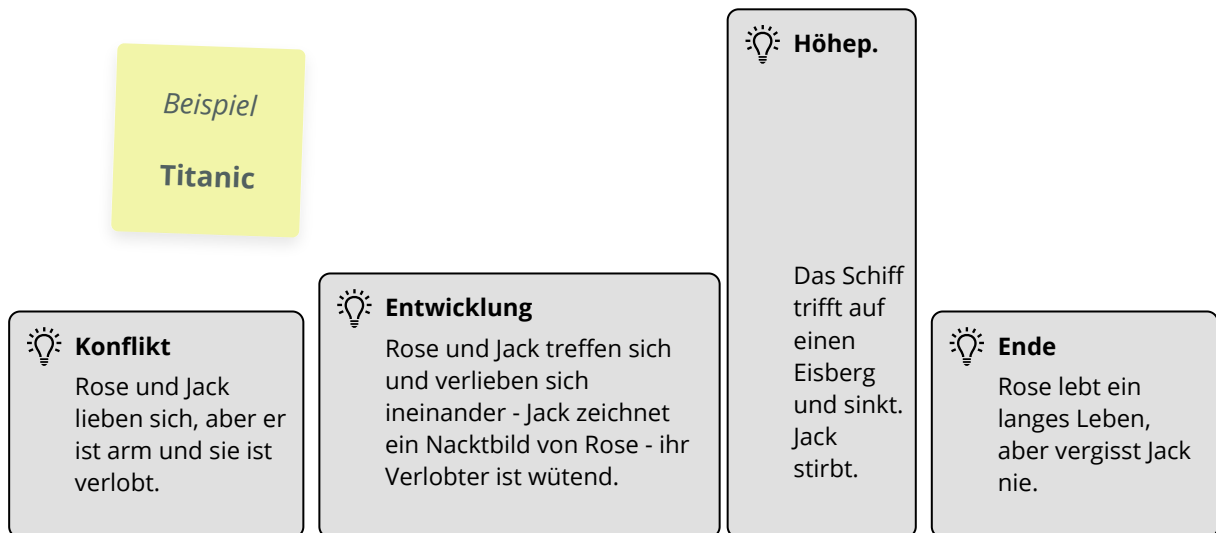 Beispiel
Titanic
Konflikt
Rose und Jack
lieben sich, aber er
ist arm und sie ist
verlobt.
Entwicklung
Rose und Jack treffen sich
und verlieben sich
ineinander - Jack zeichnet
ein Nacktbild von Rose - ihr
Verlobter ist wütend.
Höhep.
Das Schiff
trifft auf
einen
Eisberg
und sinkt.
Jack
stirbt.
Ende
Rose lebt ein
langes Leben,
aber vergisst Jack
nie.